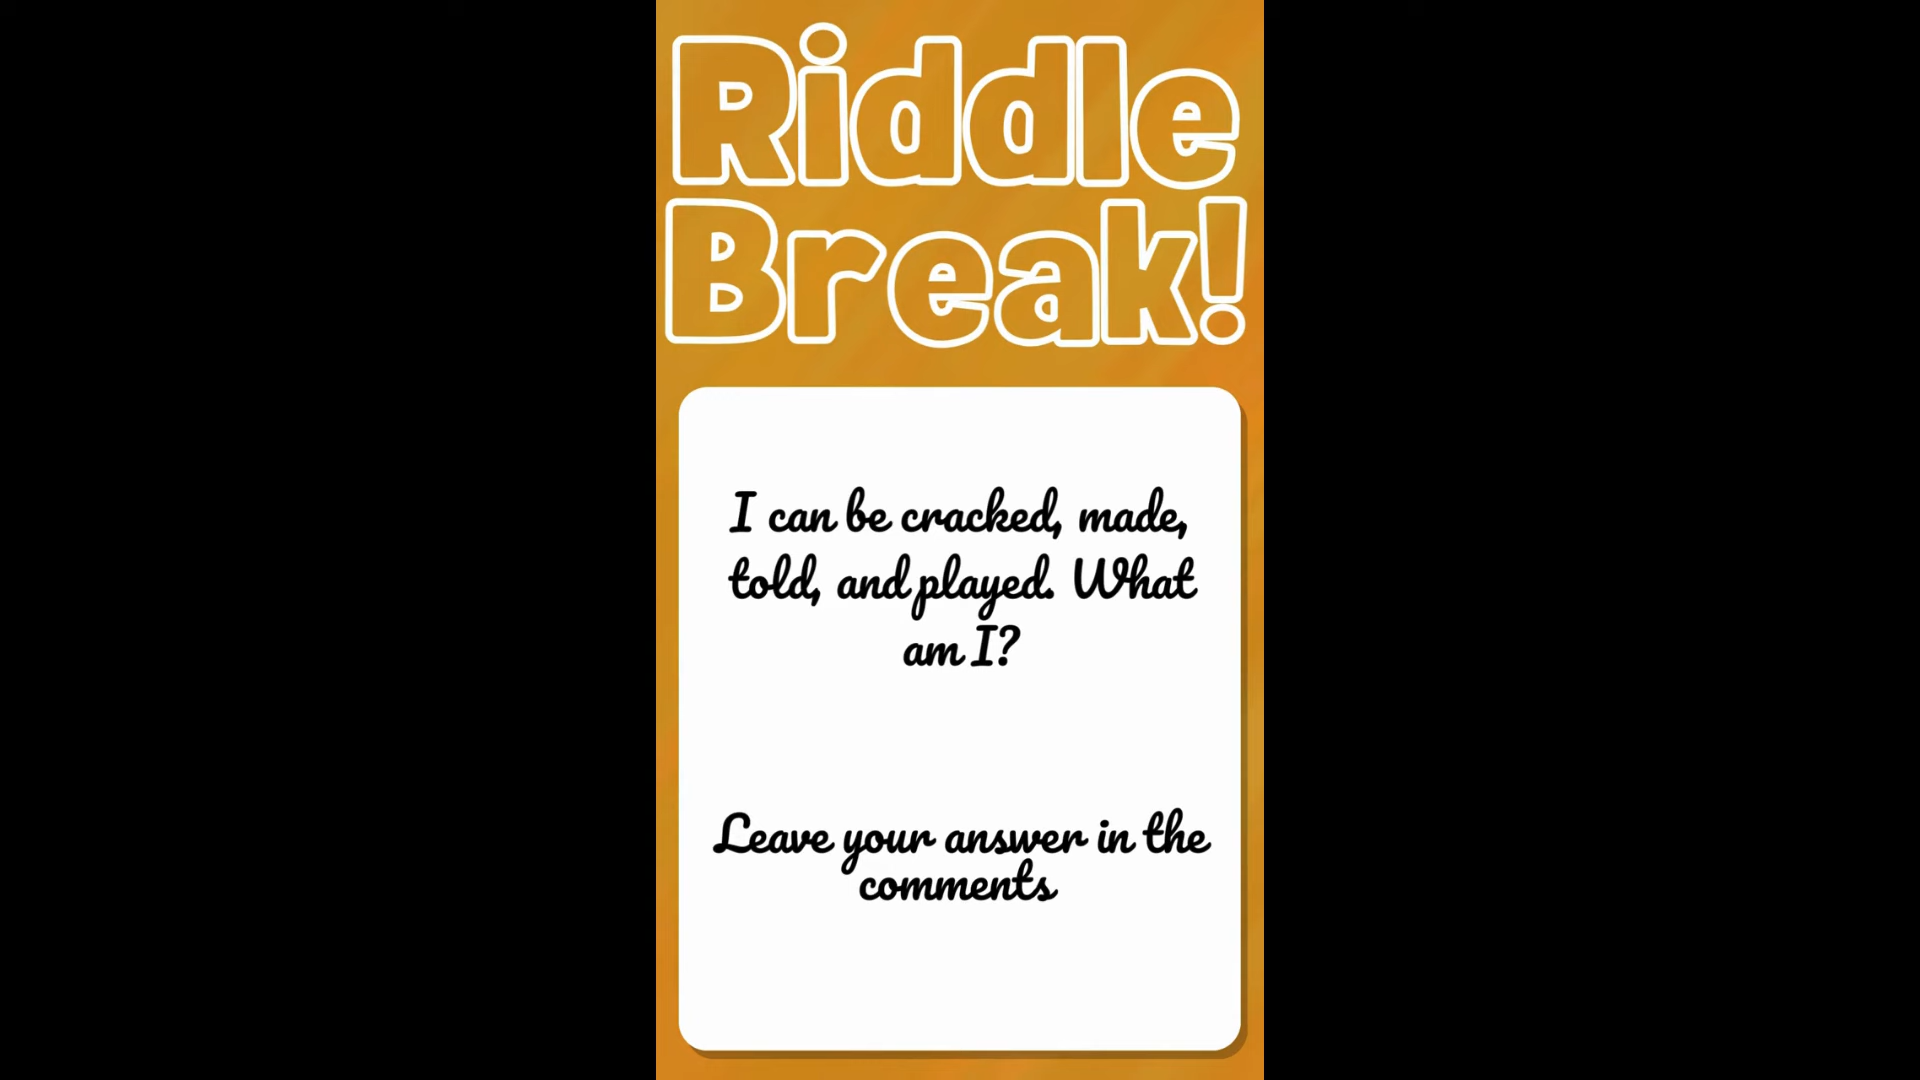 Riddle
Break!
I can be cracked, made,
told, and played. What
am I?
Leave your answer in the
comments